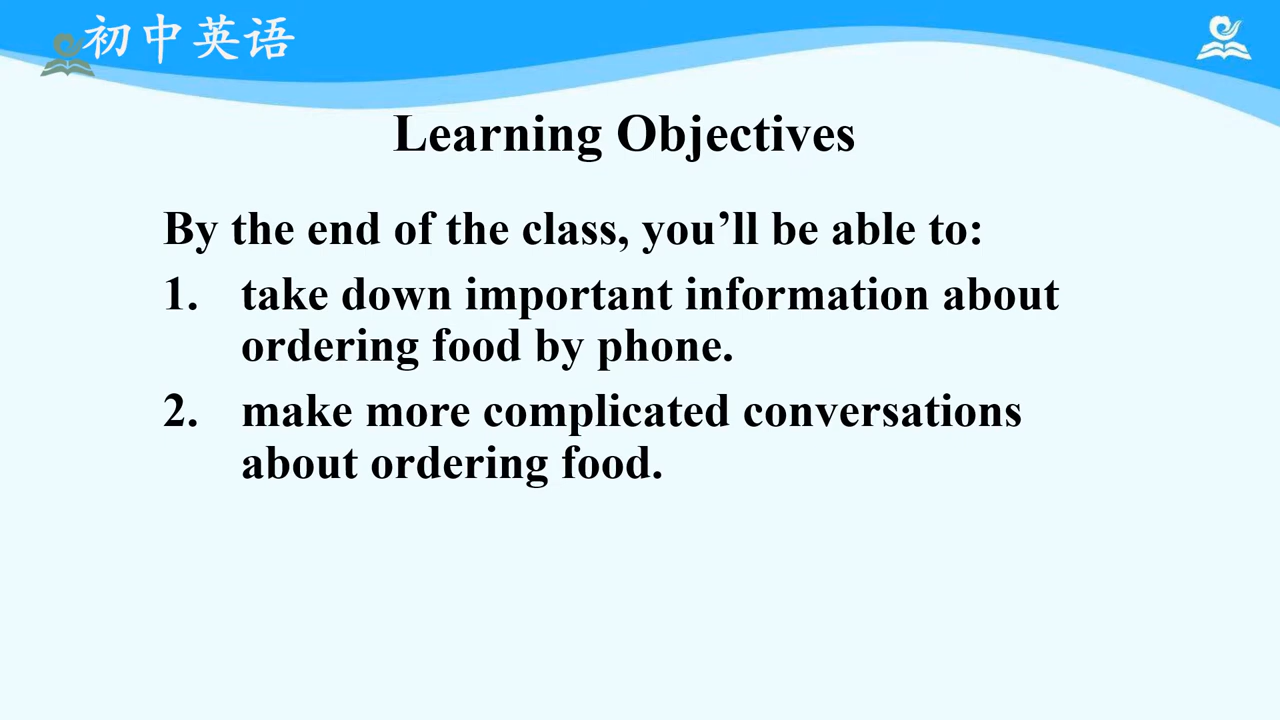 初中英语
Learning Objectives
By the end of the class, you’ll be able to:
1. take down important information about
ordering food by phone.
2. make more complicated conversations
about ordering food.